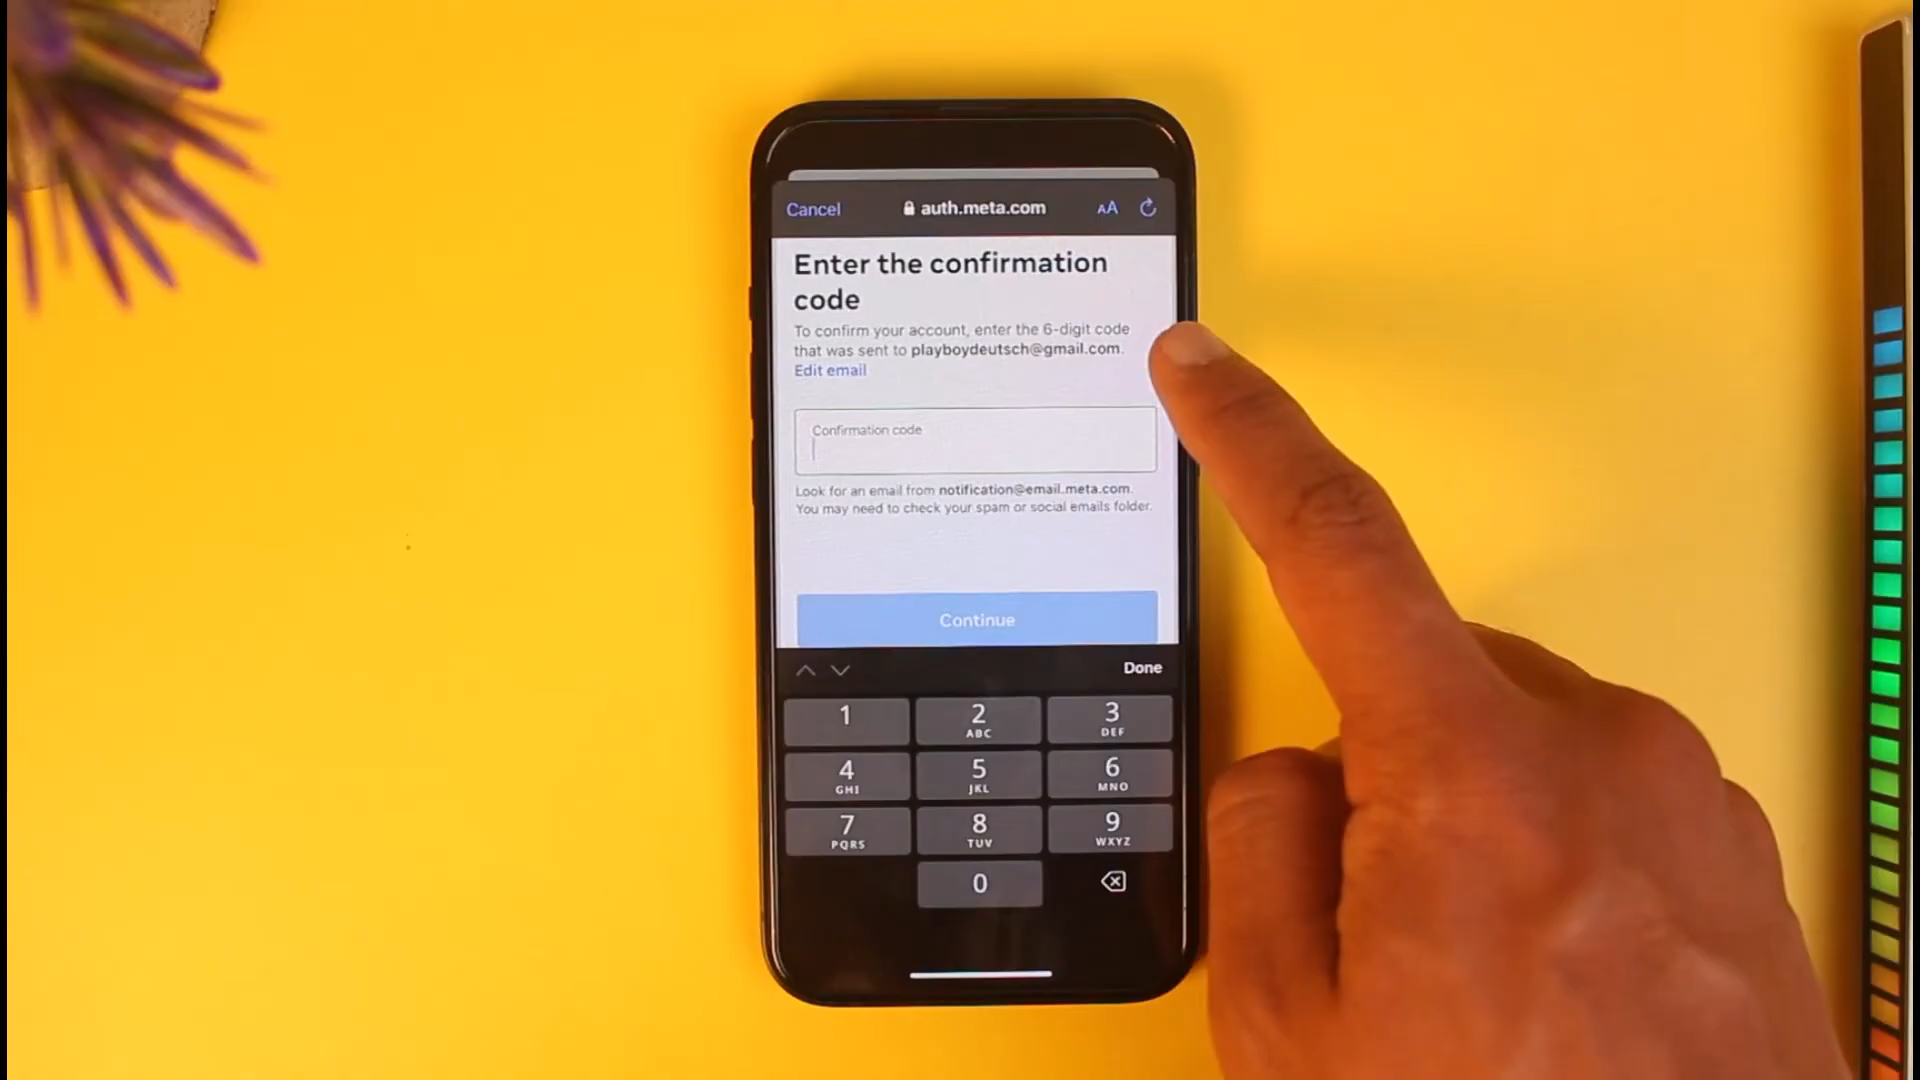 Cancel
auth.meta.com
AA
Enter the confirmation
code
To confirm your account, enter the 6-digit code
that was sent to playboydeutsch@gmail.com.
Edit email
Confirmation code
Look for an email from notification@email.meta.com.
You may need to check your spam or social emails folder.
Continue
Done
1
2
ABC
3
DEF
4
GHI
5
JKL
6
MNO
7
PQRS
8
TUV
9
WXYZ
0